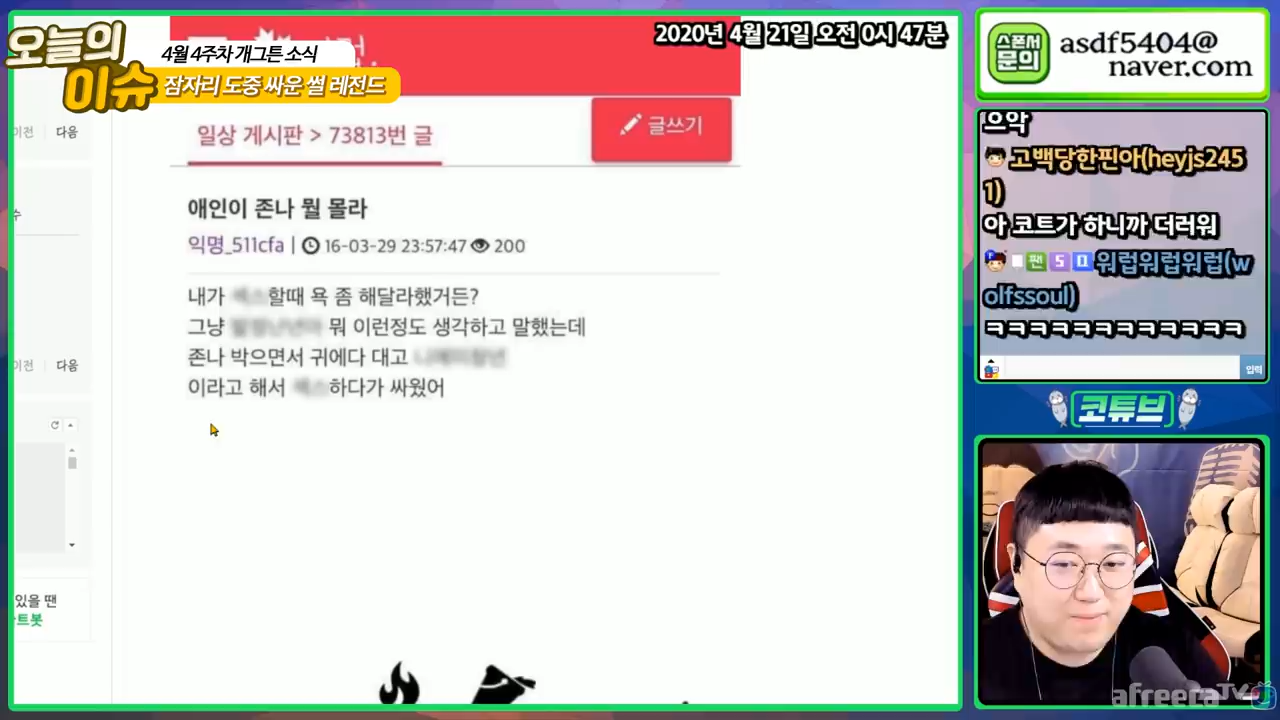 오늘의
이슈
4월 4주차 개그튼 소식
잠자리 도중 싸운 썰 레전드
2020년 4월 21일 오전 0시 47분
이전 다음
일상 게시판 > 73813번 글
글쓰기
애인이 존나 뭘 몰라
익명_511cfa | 16-03-29 23:57:47 200
내가 할때 욕 좀 해달라했거든?
그냥 뭐 이런정도 생각하고 말했는데
존나 박으면서 귀에다 대고
이라고 해서 하다가 싸웠어
이전 다음
있을 땐
트봇
스폰서
문의
asdf5404@
naver.com
으악
고백당한핀아(heyjs245
1)
아 코트가 하니까 더러워
팬 5 워럽워럽워럽(w
olfssoul)
ㅋㅋㅋㅋㅋㅋㅋㅋㅋㅋㅋㅋ
입력
코튜브
afreecaTV